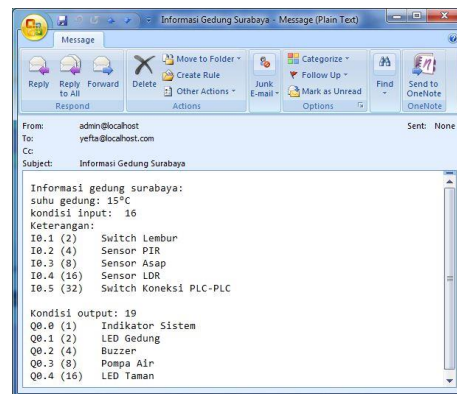 Informasi Gedung Surabaya - Message (Plain Text)
Message
Reply
Reply to All
Forward
Respond
Delete
Move to Folder
Create Rule
Other Actions
Actions
Junk E-mail
Categorize
Follow Up
Mark as Unread
Options
Find
Send to OneNote
OneNote
From: admin@localhost Sent: None
To: yefta@localhost.com
Cc:
Subject: Informasi Gedung Surabaya
Informasi gedung surabaya:
suhu gedung: 15°C
kondisi input: 16
Keterangan:
I0.1 (2) Switch Lembur
I0.2 (4) Sensor PIR
I0.3 (8) Sensor Asap
I0.4 (16) Sensor LDR
I0.5 (32) Switch Koneksi PLC-PLC
Kondisi output: 19
Q0.0 (1) Indikator Sistem
Q0.1 (2) LED Gedung
Q0.2 (4) Buzzer
Q0.3 (8) Pompa Air
Q0.4 (16) LED Taman